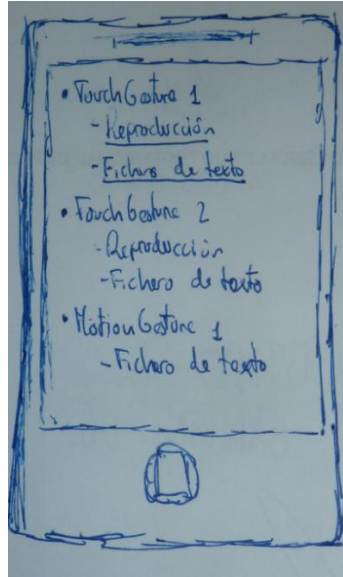 • TouchGesture 1
- Reproducción
- Fichero de texto
• TouchGesture 2
- Reproducción
- Fichero de texto
• MotionGesture 1
- Fichero de texto